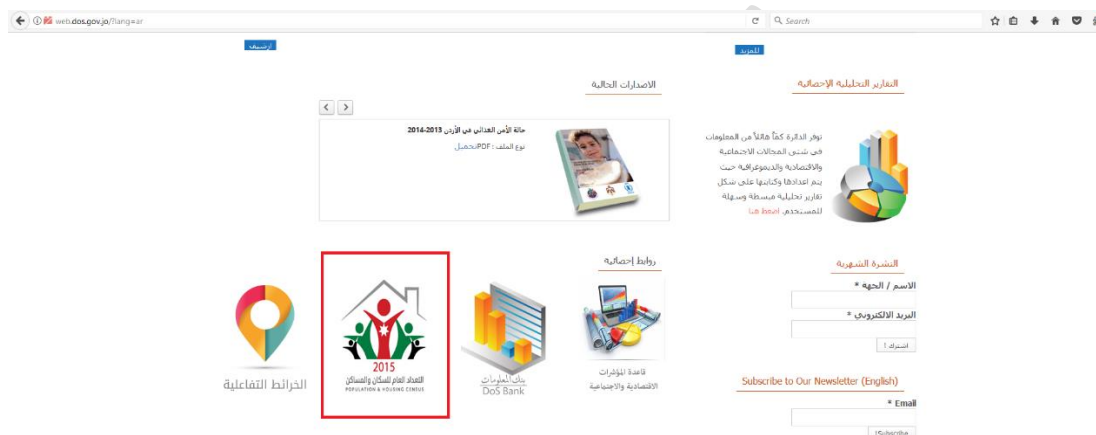 web.dos.gov.jo/?lang=ar
Search
ارشيف
للمزيد
التقارير التحليلية الإحصائية
توفر الدائرة كمّاً هائلاً من المعلومات
في شتى المجالات الاجتماعية
والاقتصادية والديموغرافية حيث
يتم اعدادها وكتابتها على شكل
تقارير تحليلية مبسطة وسهلة
للمستخدم. اضغط هنا
الاصدارات الحالية
حالة الأمن الغذائي في الأردن 2013-2014
نوع الملف : PDFتحميل
النشرة الشهرية
الاسم / الجهة *
البريد الالكتروني *
اشترك !
Subscribe to Our Newsletter (English)
* Email
!Subscribe
روابط إحصائية
قاعدة المؤشرات
الاقتصادية والاجتماعية
بنك المعلومات
DoS Bank
2015
التعداد العام للسكان والمساكن
POPULATION & HOUSING CENSUS
الخرائط التفاعلية